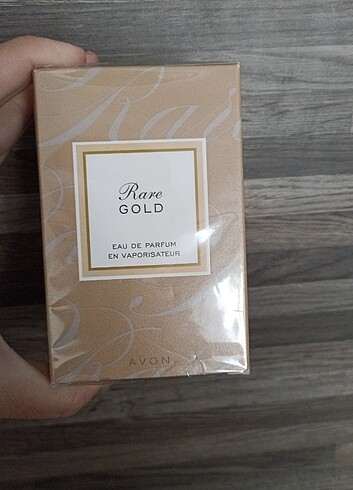 Rare
GOLD
EAU DE PARFUM
EN VAPORISATEUR
AVON